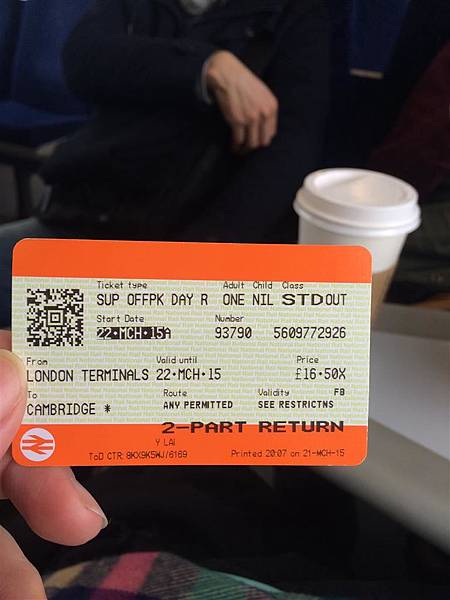 Ticket type Adult Child Class
SUP OFFPK DAY R ONE NIL STD OUT
Start Date Number
22·MCH·15A 93790 5609772926
From Valid until Price
LONDON TERMINALS 22·MCH·15 £16·50X
To Route Validity FB
CAMBRIDGE * ANY PERMITTED SEE RESTRICTNS
2-PART RETURN
Y LAI
ToD CTR: 8KX9K5WJ/6169 Printed 20:07 on 21-MCH-15